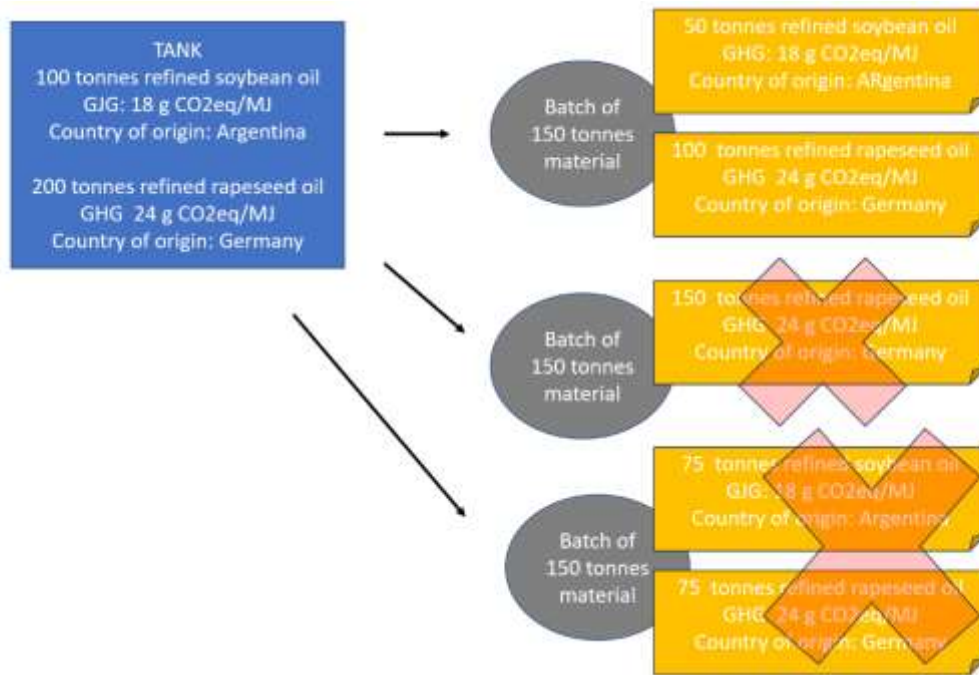 TANK
100 tonnes refined soybean oil
GJG: 18 g CO2eq/MJ
Country of origin: Argentina
200 tonnes refined rapeseed oil
GHG 24 g CO2eq/MJ
Country of origin: Germany
Batch of
150 tonnes
material
50 tonnes refined soybean oil
GHG: 18 g CO2eq/MJ
Country of origin: ARgentina
100 tonnes refined rapeseed oil
GHG 24 g CO2eq/MJ
Country of origin: Germany
Batch of
150 tonnes
material
150 tonnes refined rapeseed oil
GHG 24 g CO2eq/MJ
Country of origin: Germany
Batch of
150 tonnes
material
75 tonnes refined soybean oil
GJG: 18 g CO2eq/MJ
Country of origin: Argentina
75 tonnes refined rapeseed oil
GHG 24 g CO2eq/MJ
Country of origin: Germany